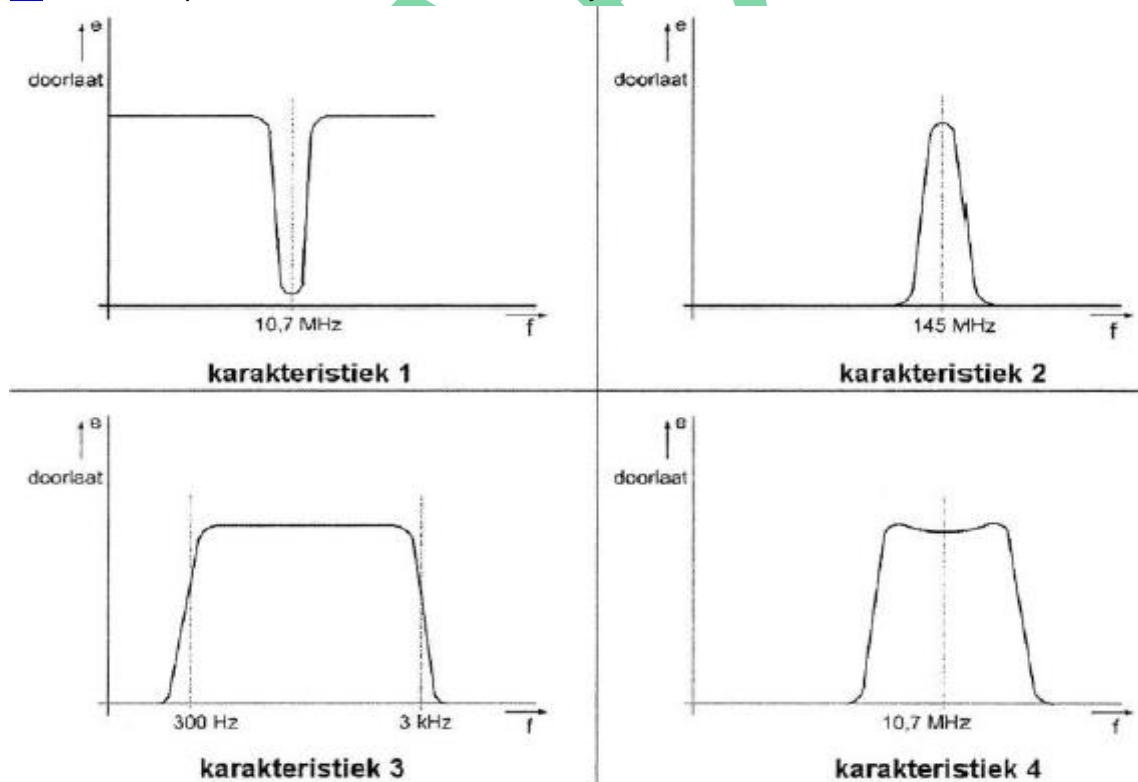 e
doorlaat
10,7 MHz
f
karakteristiek 1
e
doorlaat
145 MHz
f
karakteristiek 2
e
doorlaat
300 Hz
3 kHz
f
karakteristiek 3
e
doorlaat
10,7 MHz
f
karakteristiek 4